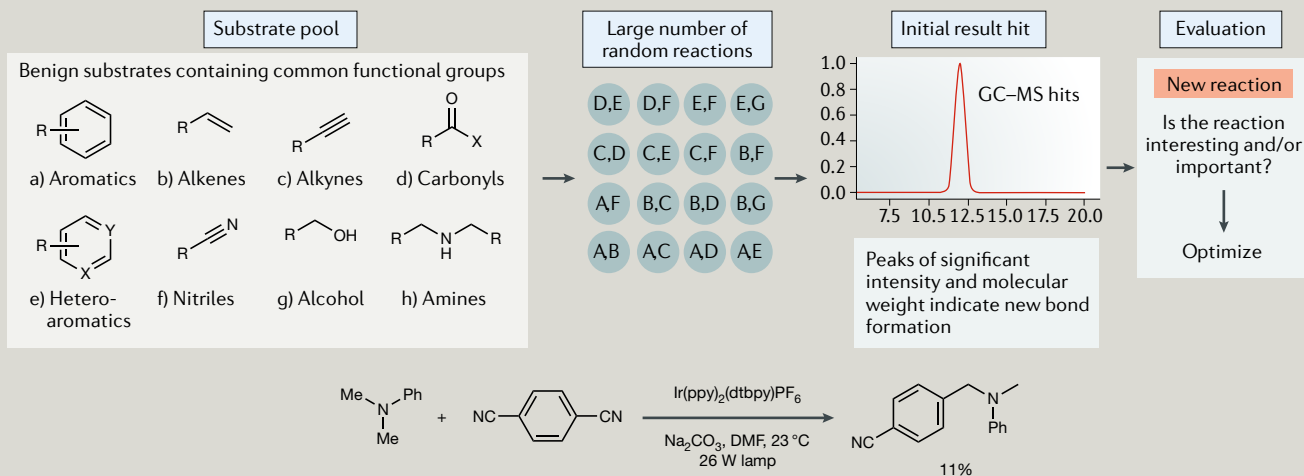 Substrate pool
Benign substrates containing common functional groups
R
R
R
O
R
X
a) Aromatics
b) Alkenes
c) Alkynes
d) Carbonyls
R
Y
X
R
N
R
OH
R
N
H
R
e) Hetero-
aromatics
f) Nitriles
g) Alcohol
h) Amines
Large number of
random reactions
D,E D,F E,F E,G
C,D C,E C,F B,F
A,F B,C B,D B,G
A,B A,C A,D A,E
Initial result hit
1.0
0.8
0.6
0.4
0.2
0.0
GC–MS hits
7.5 10.5 12.5 15.5 17.5 20.0
Peaks of significant
intensity and molecular
weight indicate new bond
formation
Evaluation
New reaction
Is the reaction
interesting and/or
important?
Optimize
Me
N
Ph
Me
+
NC
CN
Ir(ppy)2(dtbpy)PF6
Na2CO3, DMF, 23 °C
26 W lamp
NC
N
Ph
11%